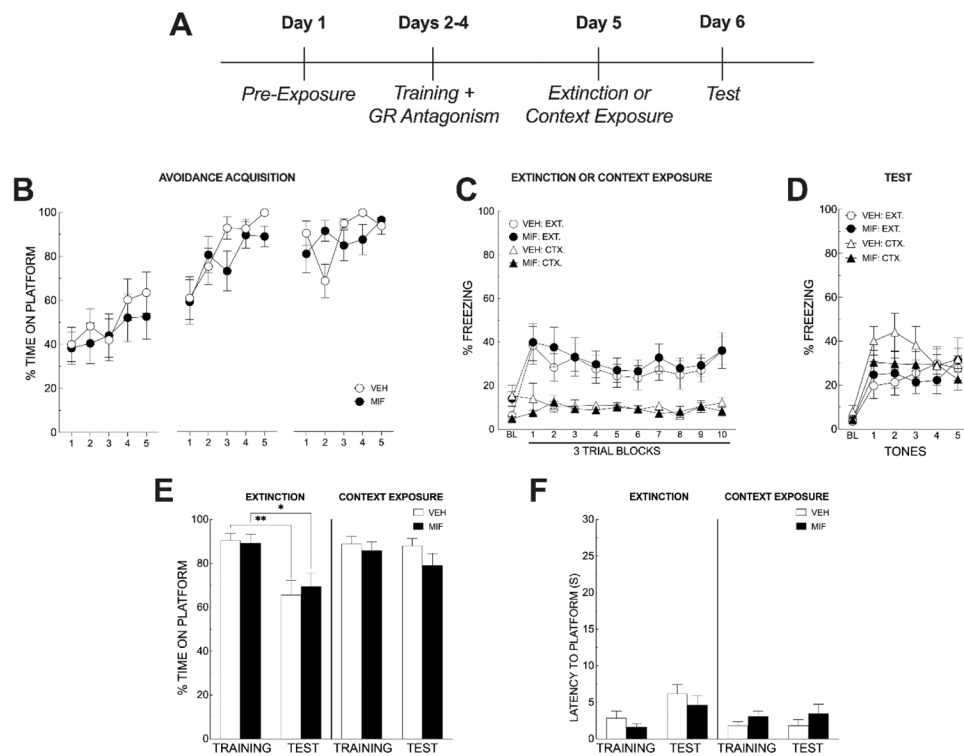 A
Day 1
Days 2-4
Day 5
Day 6
Pre-Exposure
Training +
GR Antagonism
Extinction or
Context Exposure
Test
B
AVOIDANCE ACQUISITION
% TIME ON PLATFORM
100
80
60
40
20
0
1 2 3 4 5
1 2 3 4 5
1 2 3 4 5
VEH
MIF
C
EXTINCTION OR CONTEXT EXPOSURE
% FREEZING
100
80
60
40
20
0
VEH: EXT.
MIF: EXT.
VEH: CTX.
MIF: CTX.
BL 1 2 3 4 5 6 7 8 9 10
3 TRIAL BLOCKS
D
TEST
% FREEZING
100
80
60
40
20
0
VEH: EXT.
MIF: EXT.
VEH: CTX.
MIF: CTX.
BL 1 2 3 4 5
TONES
E
EXTINCTION
CONTEXT EXPOSURE
% TIME ON PLATFORM
100
80
60
40
20
0
**
*
VEH
MIF
TRAINING TEST TRAINING TEST
F
EXTINCTION
CONTEXT EXPOSURE
LATENCY TO PLATFORM (S)
30
25
20
15
10
5
0
VEH
MIF
TRAINING TEST TRAINING TEST